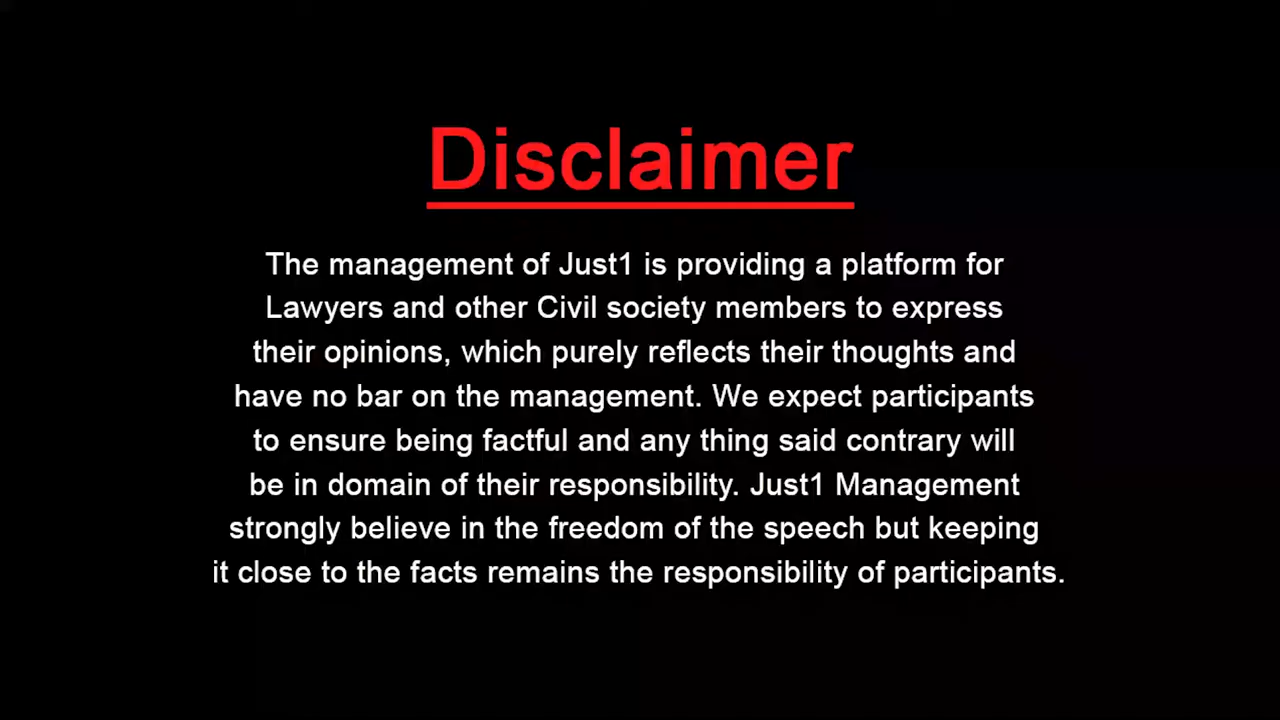 Disclaimer
The management of Just1 is providing a platform for
Lawyers and other Civil society members to express
their opinions, which purely reflects their thoughts and
have no bar on the management. We expect participants
to ensure being factful and any thing said contrary will
be in domain of their responsibility. Just1 Management
strongly believe in the freedom of the speech but keeping
it close to the facts remains the responsibility of participants.